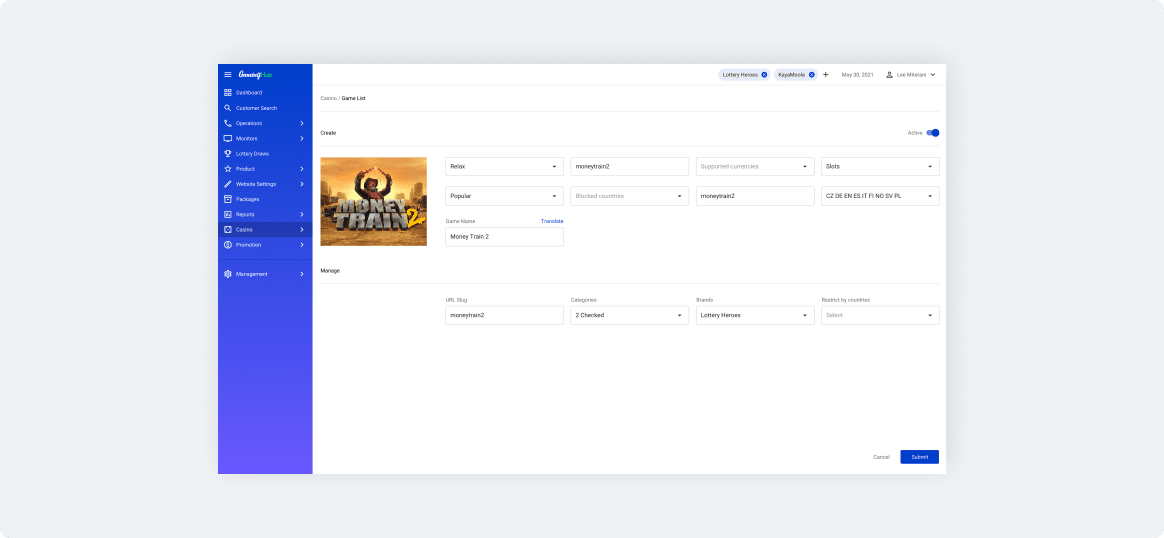 GamingHub
Lottery Heroes KayaMoola May 30, 2021 Lee Miterani
Dashboard
Customer Search
Operations
Monitors
Lottery Draws
Product
Website Settings
Packages
Reports
Casino
Promotion
Management
Casino / Game List
Create Active
MONEY TRAIN 2
Relax moneytrain2 Supported currencies Slots
Popular Blocked countries moneytrain2 CZ DE EN ES IT FI NO SV PL
Game Name Translate
Money Train 2
Manage
URL Slug Categories Brands Restrict by countries
moneytrain2 2 Checked Lottery Heroes Select
Cancel Submit